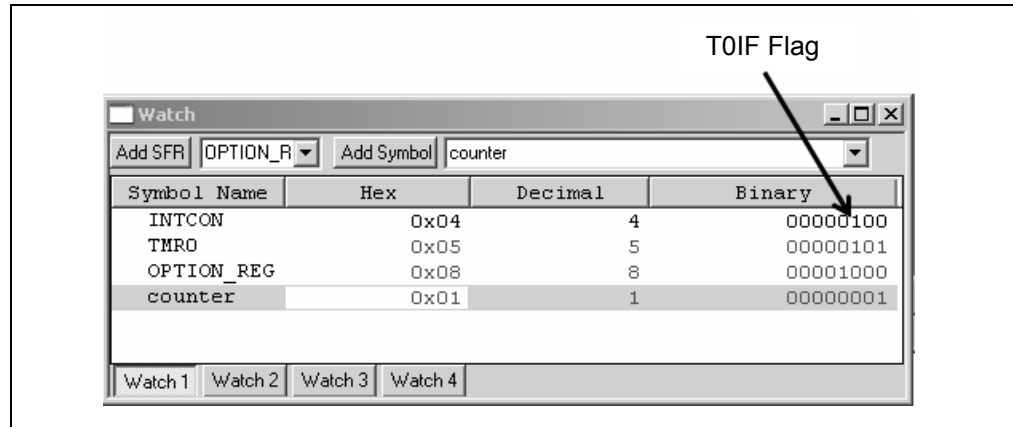 T0IF Flag
Watch
Add SFR OPTION_R Add Symbol counter
Symbol Name Hex Decimal Binary
INTCON 0x04 4 00000100
TMR0 0x05 5 00000101
OPTION_REG 0x08 8 00001000
counter 0x01 1 00000001
Watch 1 Watch 2 Watch 3 Watch 4